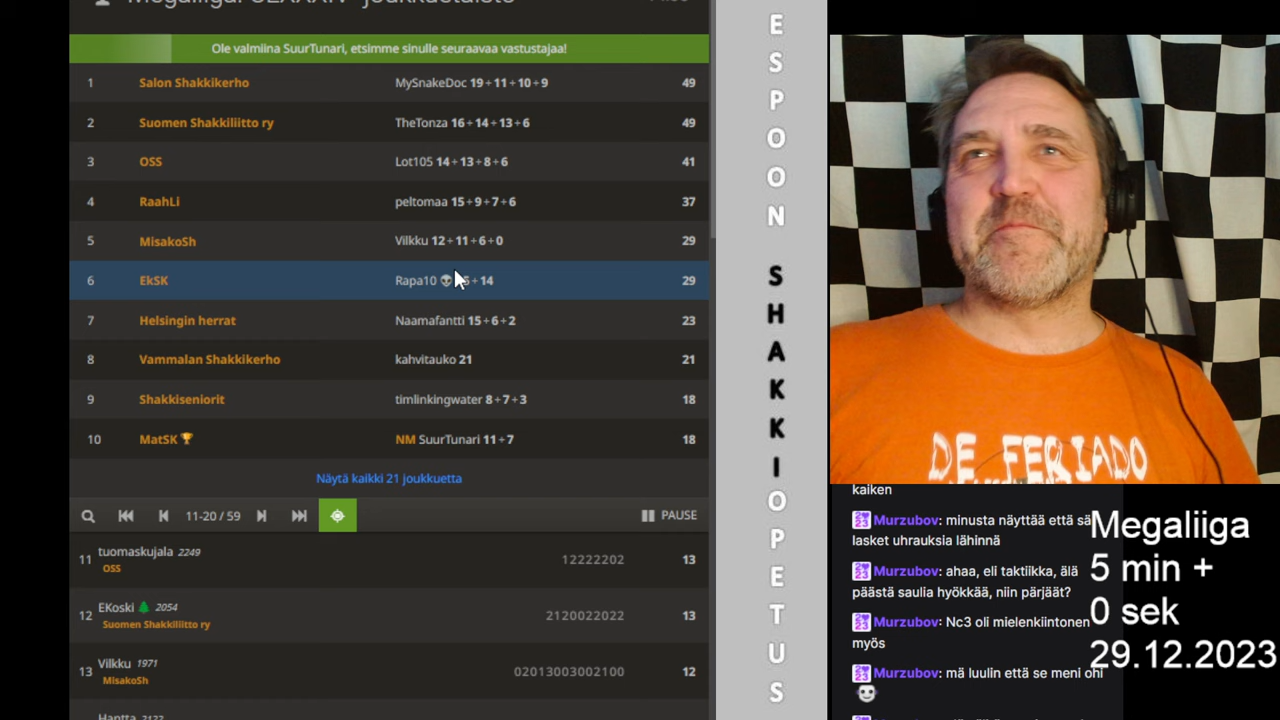 Ole valmiina SuurTunari, etsimme sinulle seuraavaa vastustajaa!
1 Salon Shakkikerho MySnakeDoc 19+11+10+9 49
2 Suomen Shakkiliitto ry TheTonza 16+14+13+6 49
3 OSS Lot105 14+13+8+6 41
4 RaahLi peltomaa 15+9+7+6 37
5 MisakoSh Vilkku 12+11+6+0 29
6 EkSK Rapa10 👽 +14 29
7 Helsingin herrat Naamafantti 15+6+2 23
8 Vammalan Shakkikerho kahvitauko 21 21
9 Shakkiseniorit timlinkingwater 8+7+3 18
10 MatSK 🏆 NM SuurTunari 11+7 18
Näytä kaikki 21 joukkuetta
11-20 / 59 PAUSE
11 tuomaskujala 2249 12222202 13
OSS
12 EKoski 🌲 2054 2120022022 13
Suomen Shakkiliitto ry
13 Vilkku 1971 02013003002100 12
MisakoSh
ESPOON
SHAKKIOPETUS
DE FERIADO
kaiken
Murzubov: minusta näyttää että sä
lasket uhrauksia lähinnä
Murzubov: ahaa, eli taktiikka, älä
päästä saulia hyökkää, niin pärjäät?
Murzubov: Nc3 oli mielenkiintonen
myös
Murzubov: mä luulin että se meni ohi
Megaliiga
5 min +
0 sek
29.12.2023